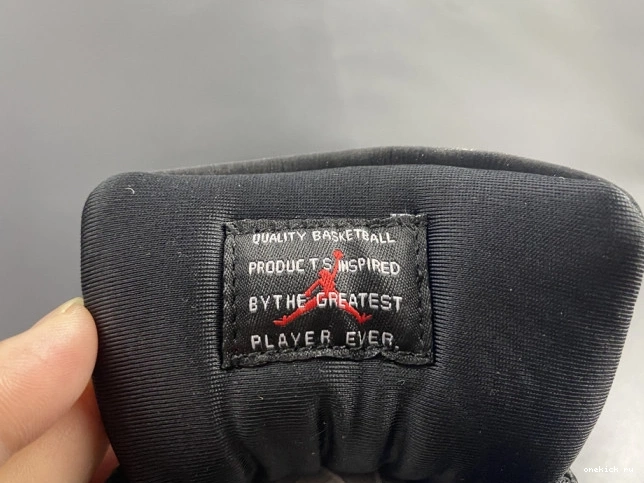 QUALITY BASKETBALL
PRODUCTS INSPIRED
BY THE GREATEST
PLAYER EVER.
onekick ru